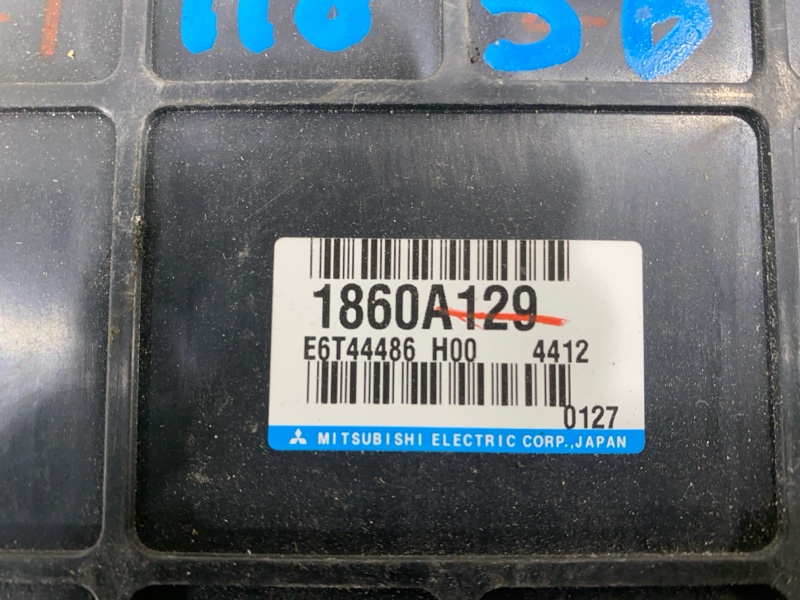 1860A129
E6T44486 H00 4412
0127
MITSUBISHI ELECTRIC CORP.,JAPAN